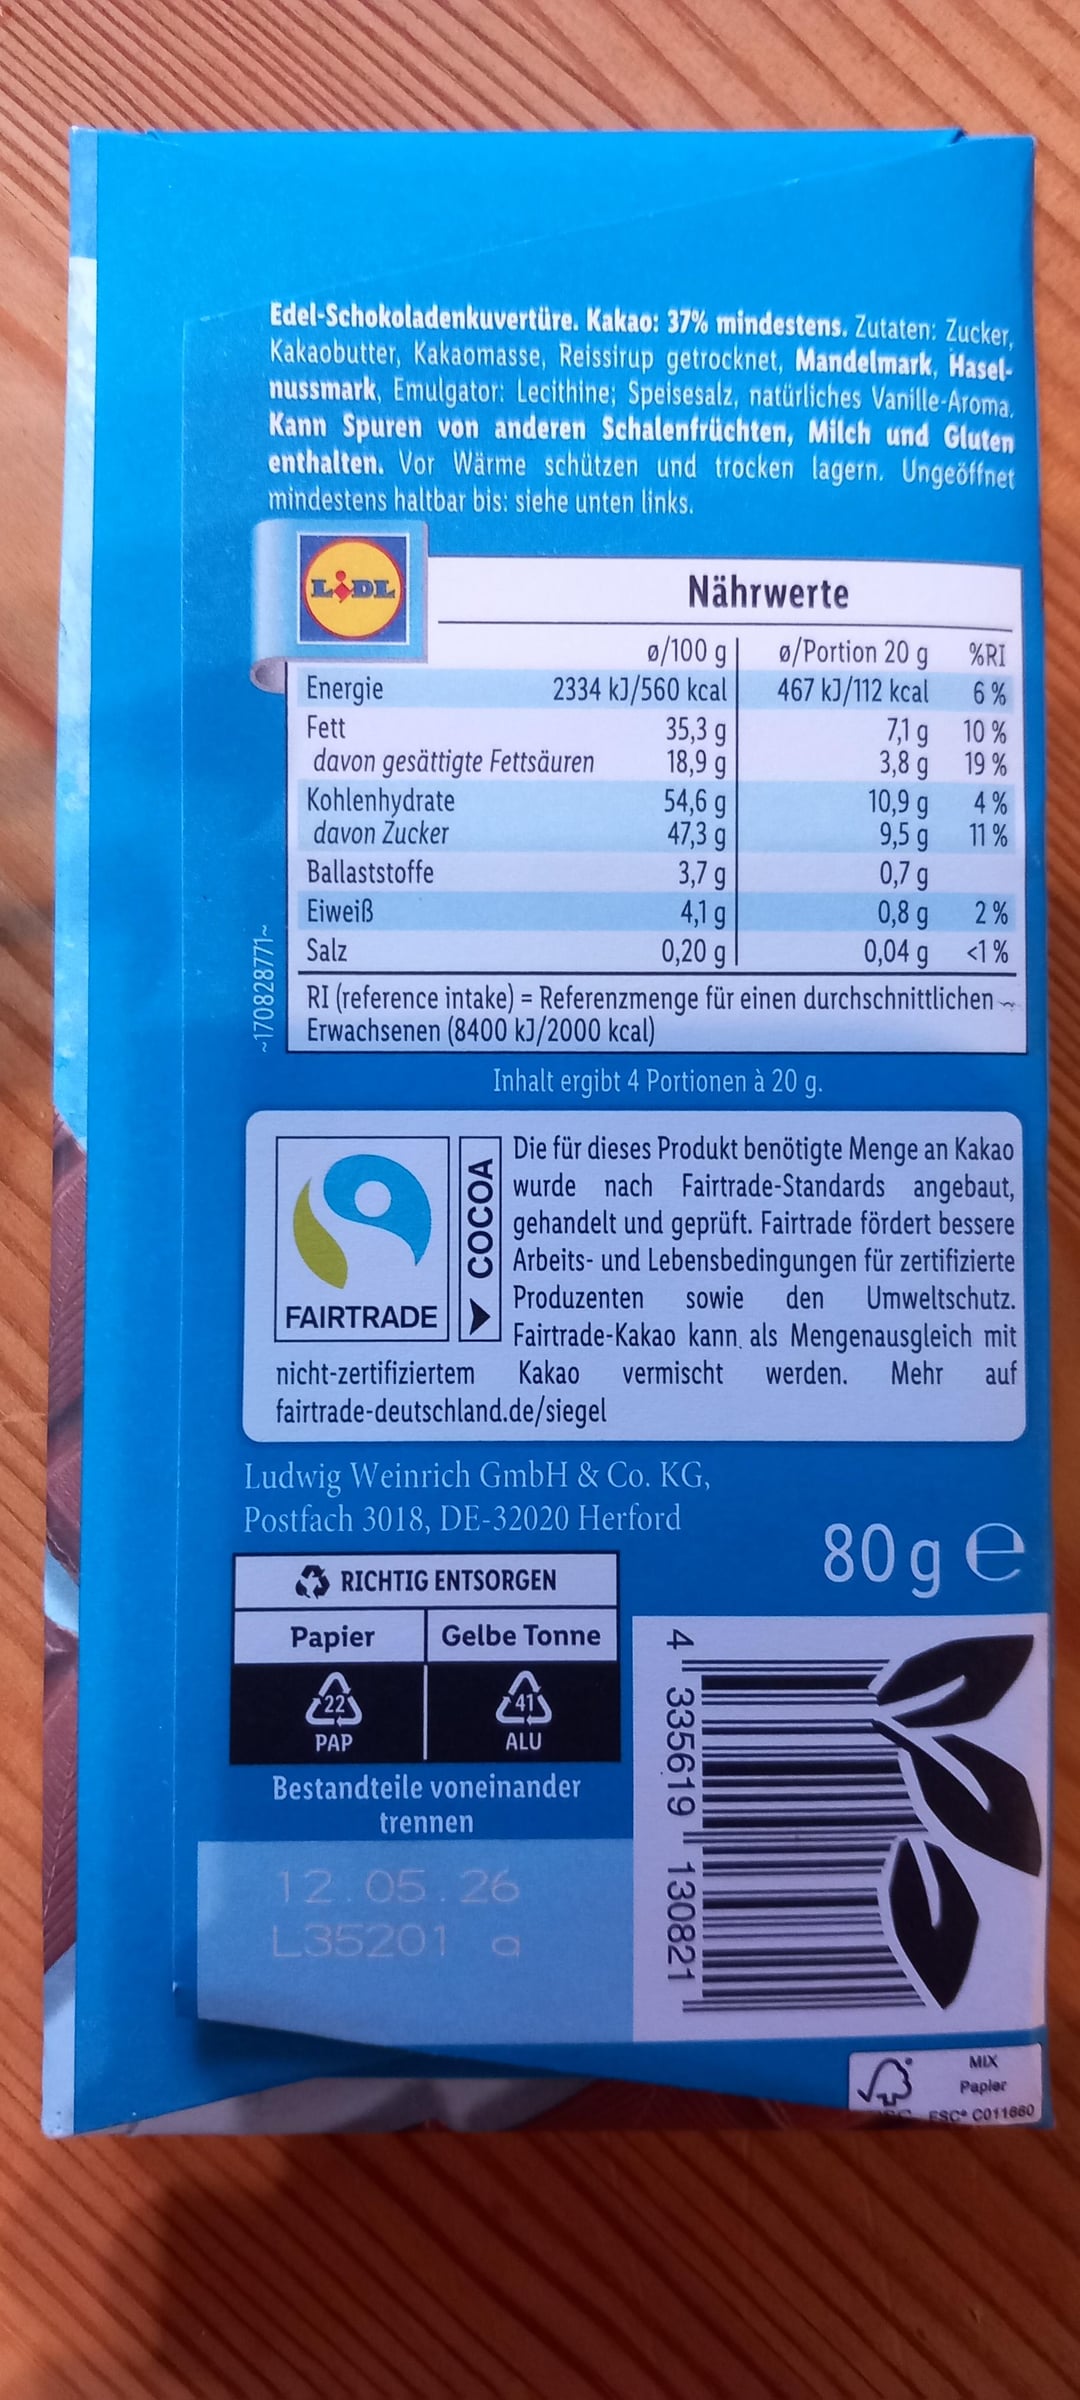 Edel-Schokoladenkuvertüre. Kakao: 37% mindestens. Zutaten: Zucker,
Kakaobutter, Kakaomasse, Reissirup getrocknet, Mandelmark, Hasel-
nussmark, Emulgator: Lecithine; Speisesalz, natürliches Vanille-Aroma.
Kann Spuren von anderen Schalenfrüchten, Milch und Gluten
enthalten. Vor Wärme schützen und trocken lagern. Ungeöffnet
mindestens haltbar bis: siehe unten links.
LIDL
Nährwerte
ø/100 g ø/Portion 20 g %RI
Energie 2334 kJ/560 kcal 467 kJ/112 kcal 6 %
Fett 35,3 g 7,1 g 10 %
davon gesättigte Fettsäuren 18,9 g 3,8 g 19 %
Kohlenhydrate 54,6 g 10,9 g 4 %
davon Zucker 47,3 g 9,5 g 11 %
Ballaststoffe 3,7 g 0,7 g
Eiweiß 4,1 g 0,8 g 2 %
Salz 0,20 g 0,04 g <1 %
RI (reference intake) = Referenzmenge für einen durchschnittlichen
Erwachsenen (8400 kJ/2000 kcal)
~170828771~
Inhalt ergibt 4 Portionen à 20 g.
FAIRTRADE
COCOA
Die für dieses Produkt benötigte Menge an Kakao
wurde nach Fairtrade-Standards angebaut,
gehandelt und geprüft. Fairtrade fördert bessere
Arbeits- und Lebensbedingungen für zertifizierte
Produzenten sowie den Umweltschutz.
Fairtrade-Kakao kann als Mengenausgleich mit
nicht-zertifiziertem Kakao vermischt werden. Mehr auf
fairtrade-deutschland.de/siegel
Ludwig Weinrich GmbH & Co. KG,
Postfach 3018, DE-32020 Herford
80 g e
RICHTIG ENTSORGEN
Papier Gelbe Tonne
22 41
PAP ALU
Bestandteile voneinander
trennen
12.05.26
L35201 a
4 335619 130821
MIX
Papier
FSC® C011660